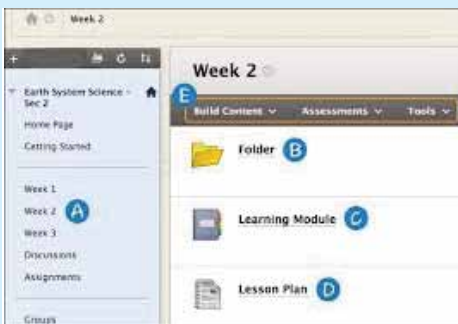 Week 2
Earth System Science -
Sec 2
Home Page
Getting Started
Week 1
Week 2 A
Week 3
Discussions
Assignments
Groups
Week 2
E
Build Content Assessments Tools
Folder B
Learning Module C
Lesson Plan D